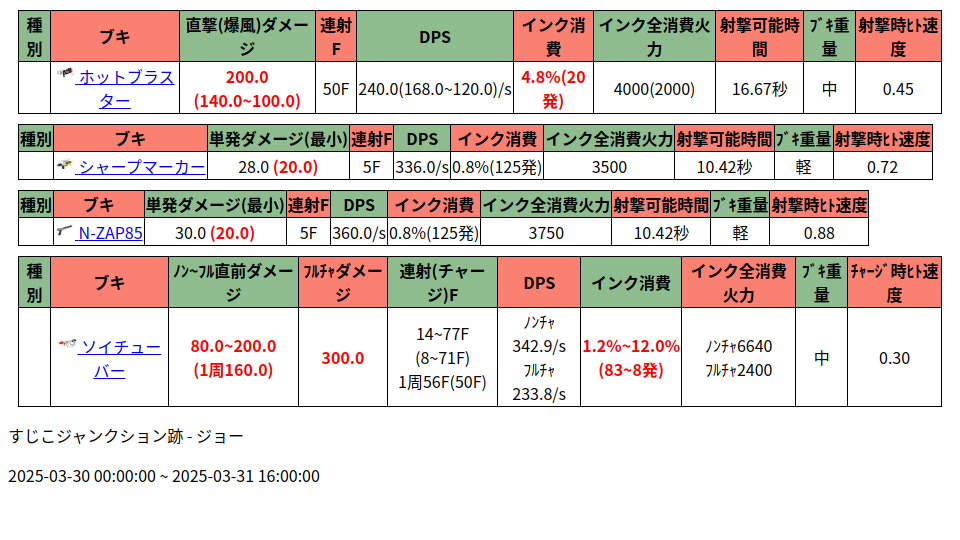 種別 ブキ 直撃(爆風)ダメージ 連射F DPS インク消費 インク全消費火力 射撃可能時間 ﾌﾞｷ重量 射撃時ﾋﾄ速度
ホットブラスター 200.0 (140.0~100.0) 50F 240.0(168.0~120.0)/s 4.8%(20発) 4000(2000) 16.67秒 中 0.45
種別 ブキ 単発ダメージ(最小) 連射F DPS インク消費 インク全消費火力 射撃可能時間 ﾌﾞｷ重量 射撃時ﾋﾄ速度
シャープマーカー 28.0 (20.0) 5F 336.0/s 0.8%(125発) 3500 10.42秒 軽 0.72
種別 ブキ 単発ダメージ(最小) 連射F DPS インク消費 インク全消費火力 射撃可能時間 ﾌﾞｷ重量 射撃時ﾋﾄ速度
N-ZAP85 30.0 (20.0) 5F 360.0/s 0.8%(125発) 3750 10.42秒 軽 0.88
種別 ブキ ﾉﾝ~ﾌﾙ直前ダメージ ﾌﾙﾁｬダメージ 連射(チャージ)F DPS インク消費 インク全消費火力 ﾌﾞｷ重量 ﾁｬｰｼﾞ時ﾋﾄ速度
ソイチューバー 80.0~200.0 (1周160.0) 300.0 14~77F (8~71F) 1周56F(50F) ﾉﾝﾁｬ 342.9/s ﾌﾙﾁｬ 233.8/s 1.2%~12.0% (83~8発) ﾉﾝﾁｬ6640 ﾌﾙﾁｬ2400 中 0.30
すじこジャンクション跡 - ジョー
2025-03-30 00:00:00 ~ 2025-03-31 16:00:00